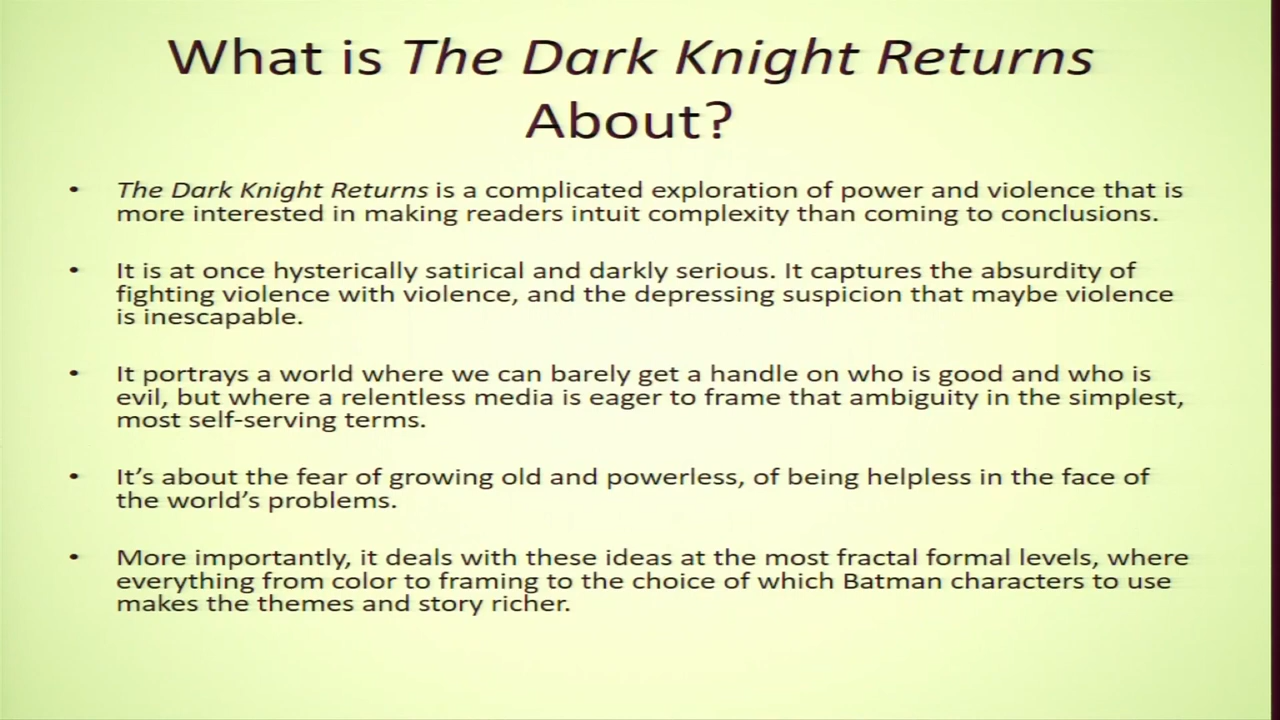 What is The Dark Knight Returns
About?
• The Dark Knight Returns is a complicated exploration of power and violence that is
more interested in making readers intuit complexity than coming to conclusions.
• It is at once hysterically satirical and darkly serious. It captures the absurdity of
fighting violence with violence, and the depressing suspicion that maybe violence
is inescapable.
• It portrays a world where we can barely get a handle on who is good and who is
evil, but where a relentless media is eager to frame that ambiguity in the simplest,
most self-serving terms.
• It’s about the fear of growing old and powerless, of being helpless in the face of
the world’s problems.
• More importantly, it deals with these ideas at the most fractal formal levels, where
everything from color to framing to the choice of which Batman characters to use
makes the themes and story richer.